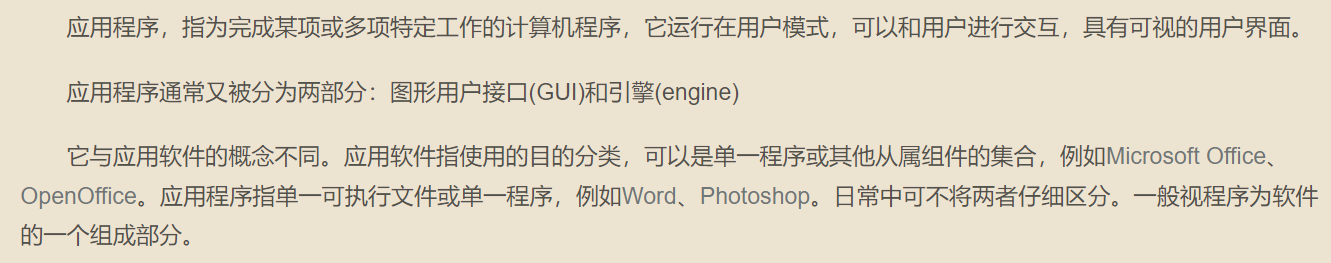 应用程序，指为完成某项或多项特定工作的计算机程序，它运行在用户模式，可以和用户进行交互，具有可视的用户界面。
应用程序通常又被分为两部分：图形用户接口(GUI)和引擎(engine)
它与应用软件的概念不同。应用软件指使用的目的分类，可以是单一程序或其他从属组件的集合，例如Microsoft Office、
OpenOffice。应用程序指单一可执行文件或单一程序，例如Word、Photoshop。日常中可不将两者仔细区分。一般视程序为软件
的一个组成部分。